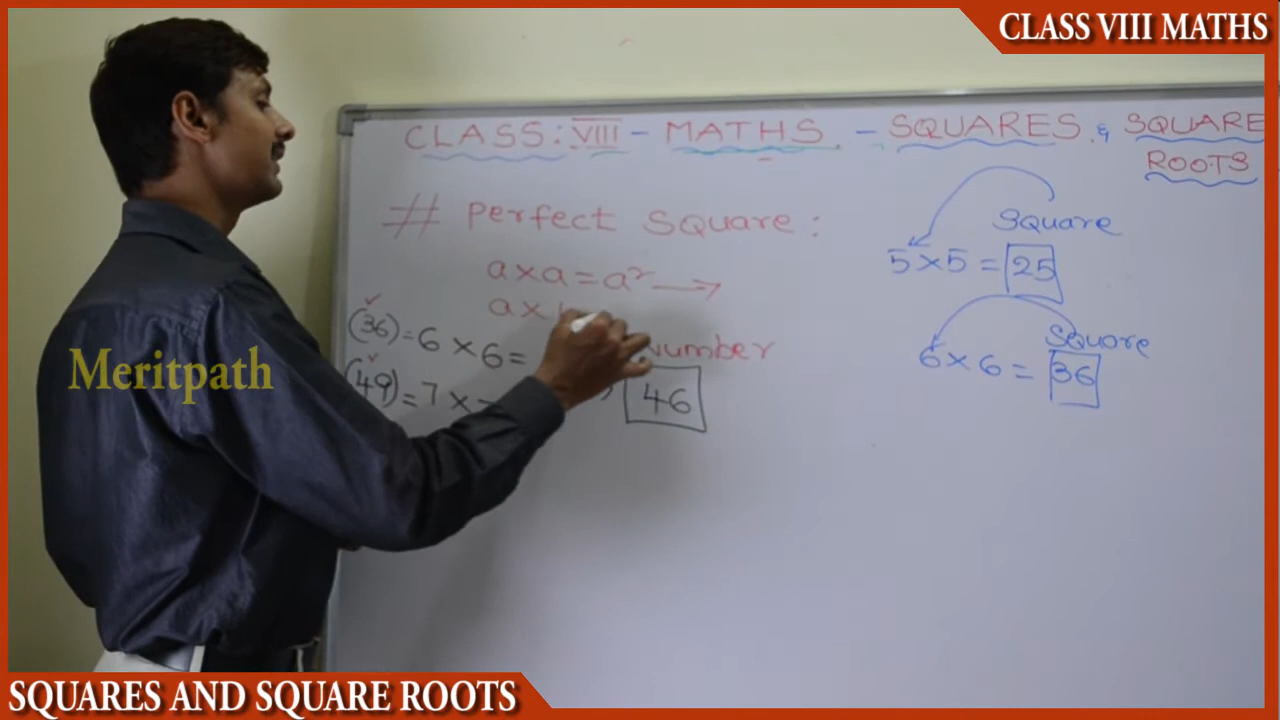 CLASS VIII MATHS
CLASS: VIII - MATHS - SQUARES & SQUARE ROOTS
# Perfect Square:
a×a=a² →
a×
(36)=6×6=
Number
(49)=7×7
46
Square
5×5=25
Square
6×6=36
Meritpath
SQUARES AND SQUARE ROOTS